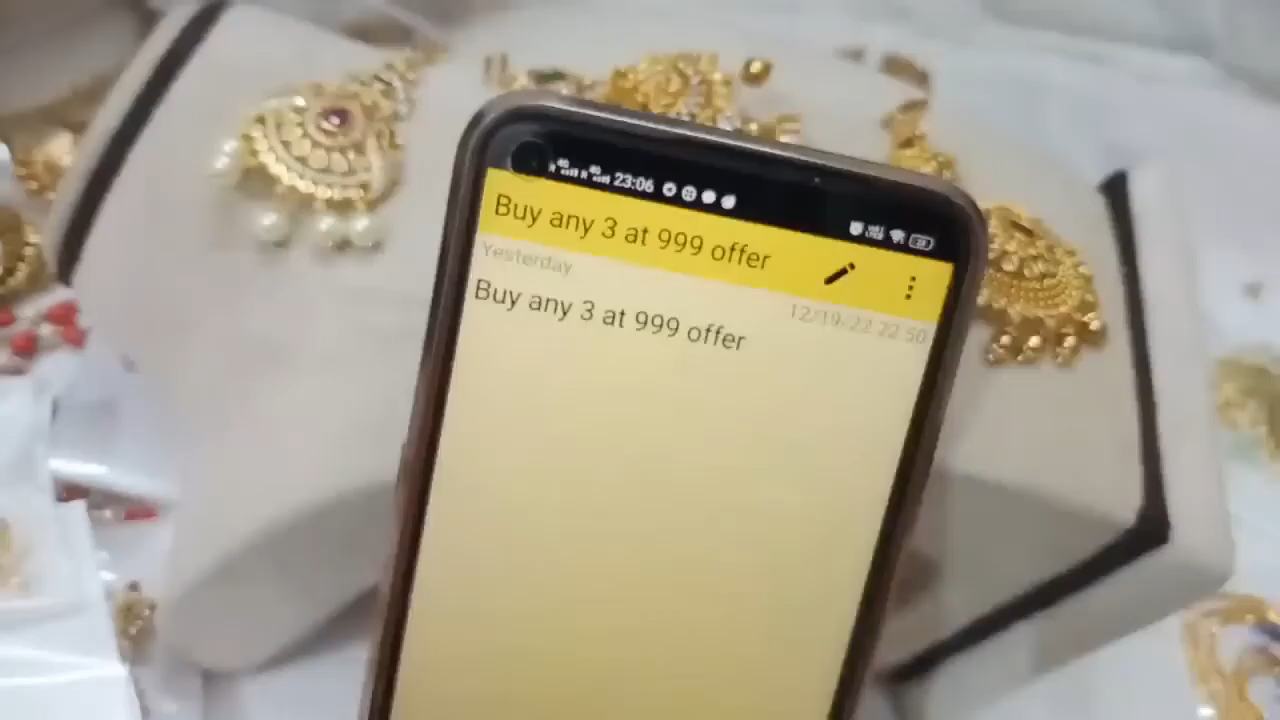 23:06
Buy any 3 at 999 offer
Yesterday
12/19/22 22 50
Buy any 3 at 999 offer